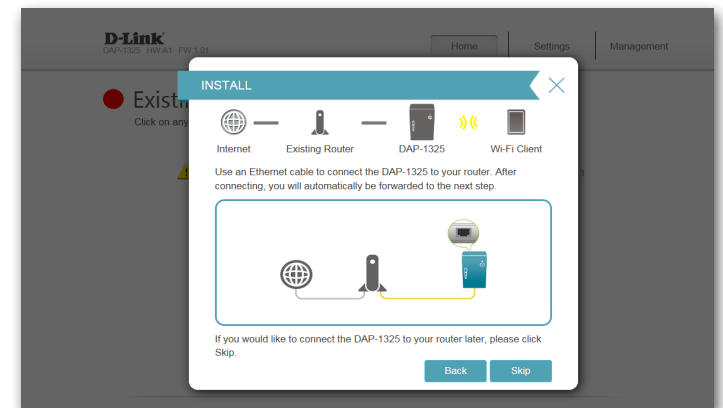 D-Link
DAP-1325 HW:A1 FW:1.01
Home Settings Management
INSTALL
Click on any
Internet Existing Router DAP-1325 Wi-Fi Client
Use an Ethernet cable to connect the DAP-1325 to your router. After
connecting, you will automatically be forwarded to the next step.
If you would like to connect the DAP-1325 to your router later, please click
Skip.
Back Skip